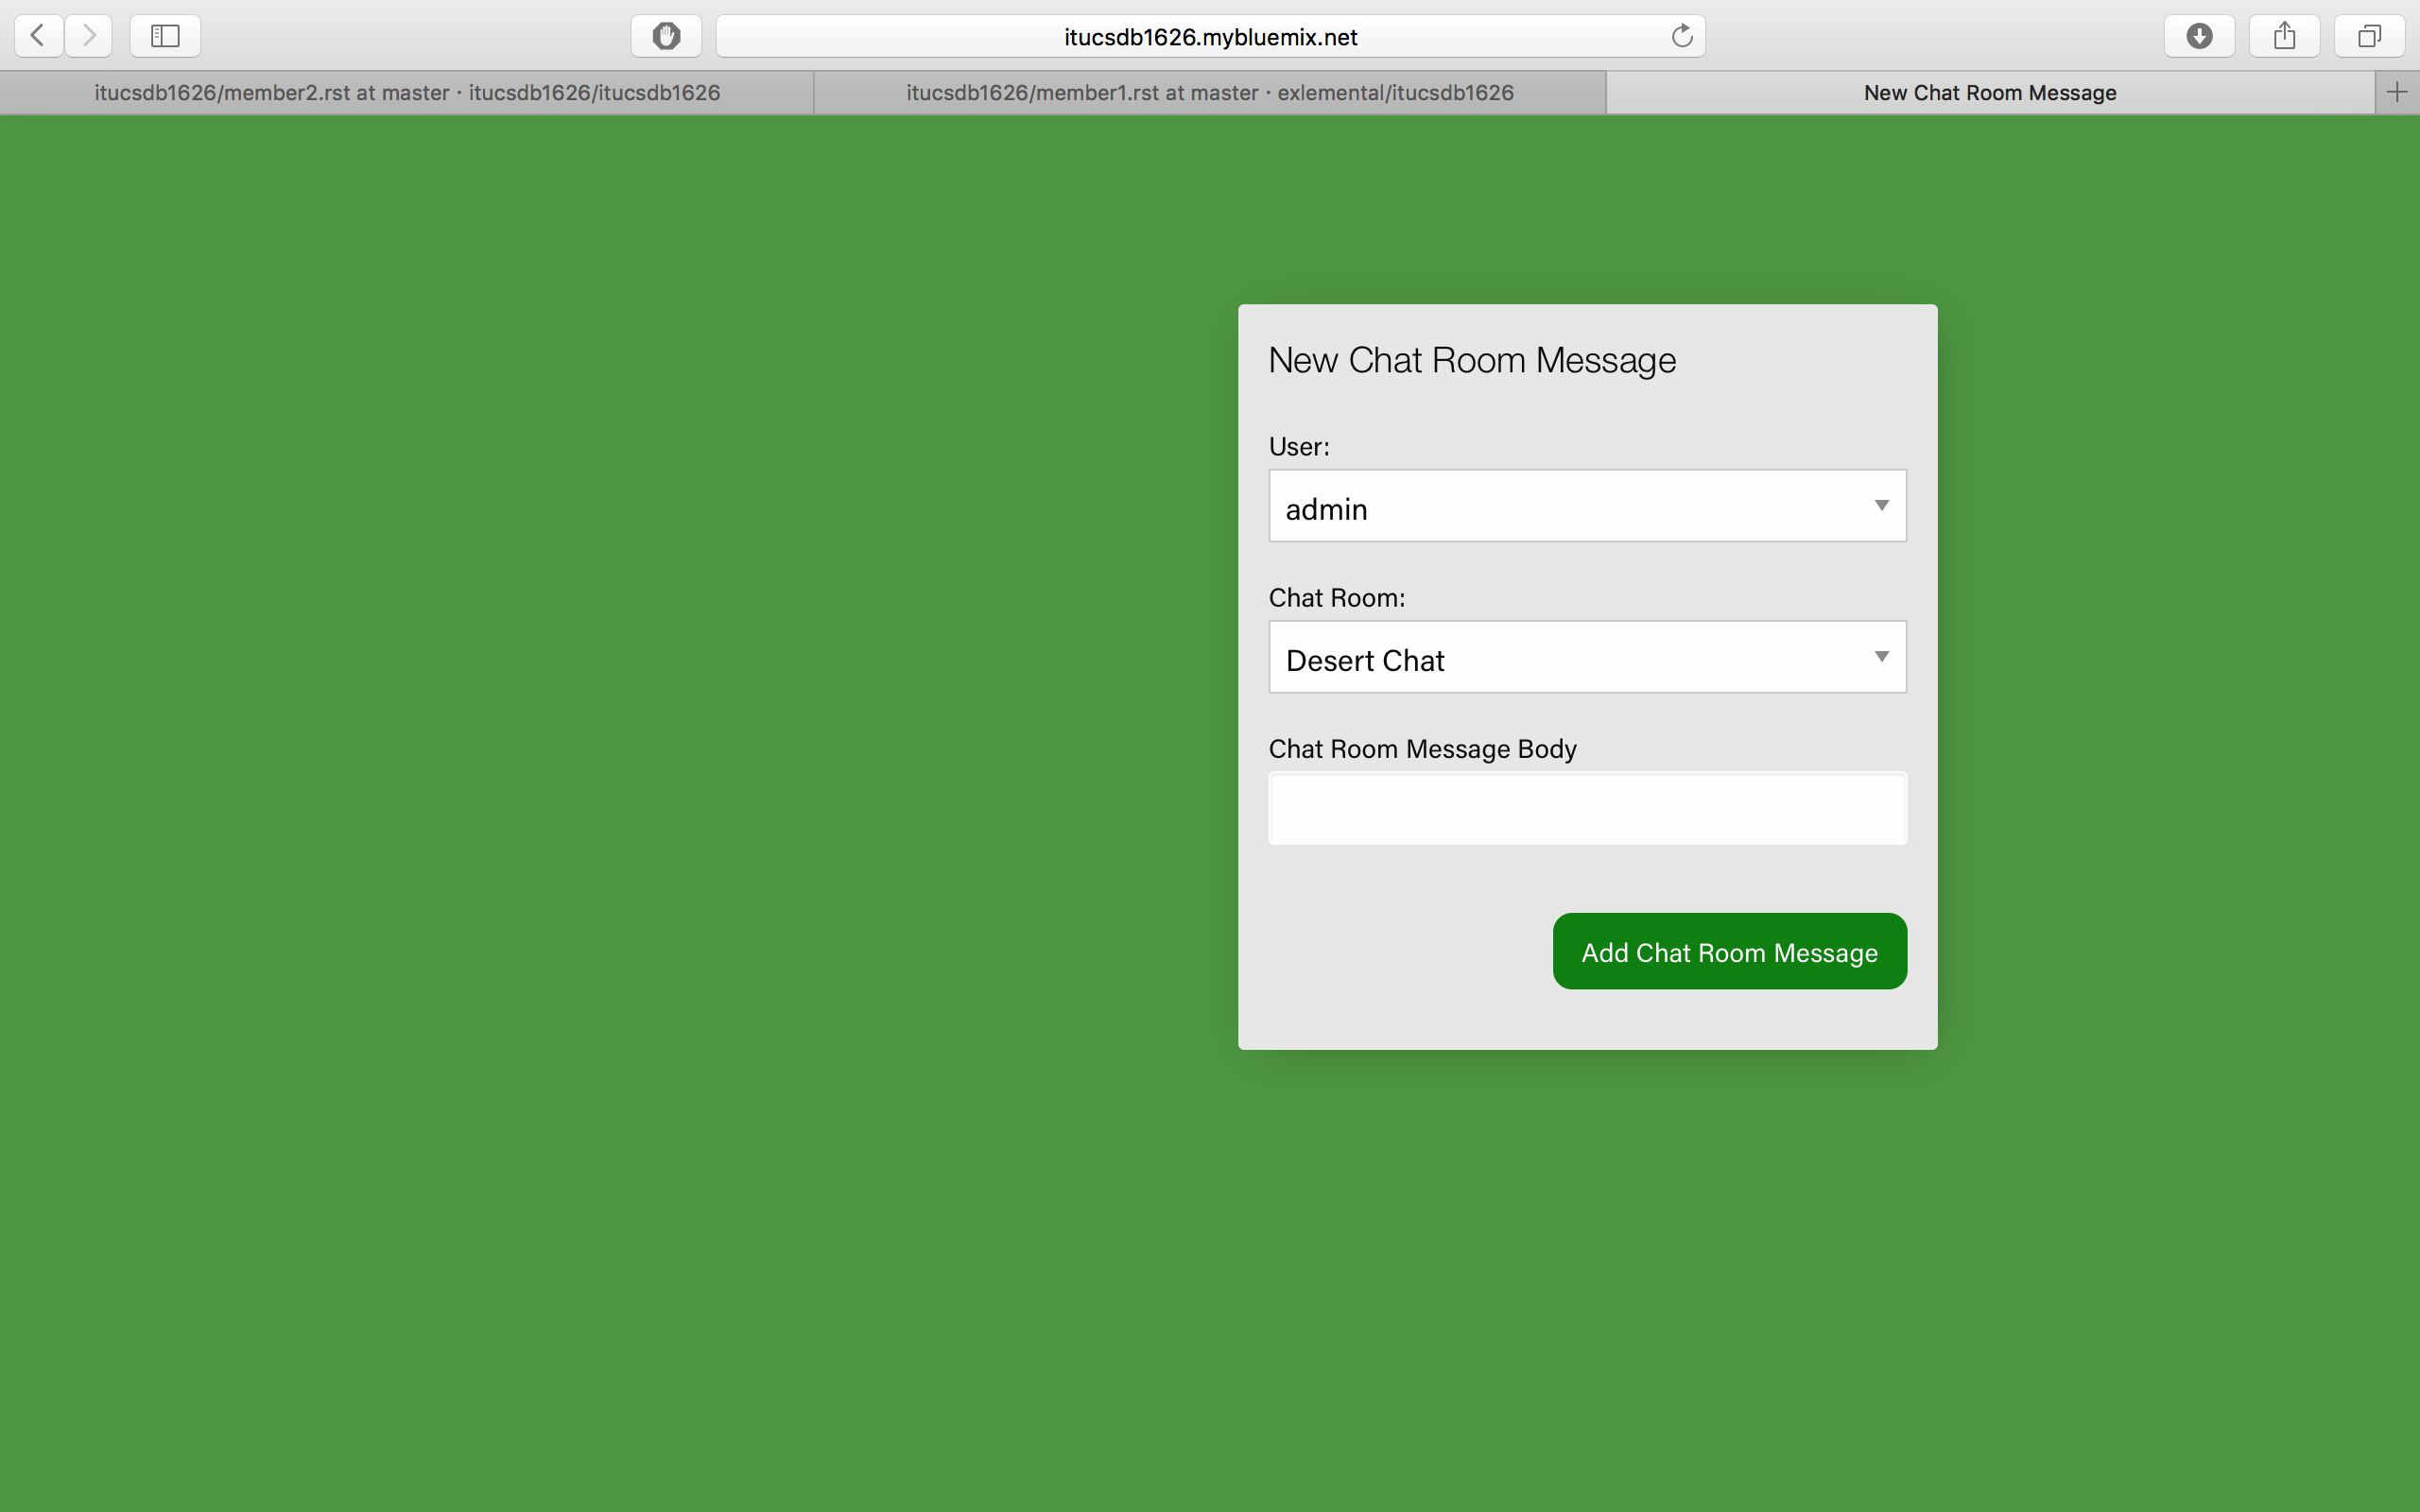 itucsdb1626.mybluemix.net
itucsdb1626/member2.rst at master · itucsdb1626/itucsdb1626
itucsdb1626/member1.rst at master · exlemental/itucsdb1626
New Chat Room Message
New Chat Room Message
User:
admin
Chat Room:
Desert Chat
Chat Room Message Body
Add Chat Room Message